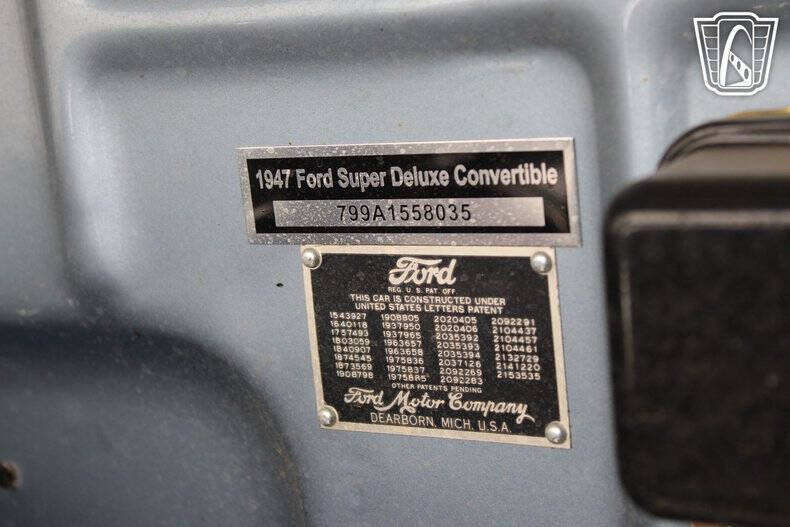 1947 Ford Super Deluxe Convertible
799A1558035
Ford
REG. U. S. PAT. OFF.
THIS CAR IS CONSTRUCTED UNDER
UNITED STATES LETTERS PATENT
1543927 1908805 2020405 2092291
1640118 1937950 2020406 2104437
1757493 1937965 2035392 2104457
1803059 1963657 2035393 2104461
1840907 1963658 2035394 2132729
1874545 1975836 2037126 2141220
1873569 1975837 2092269 2153535
1908798 19758R5 2092283
OTHER PATENTS PENDING
Ford Motor Company
DEARBORN, MICH. U.S.A.